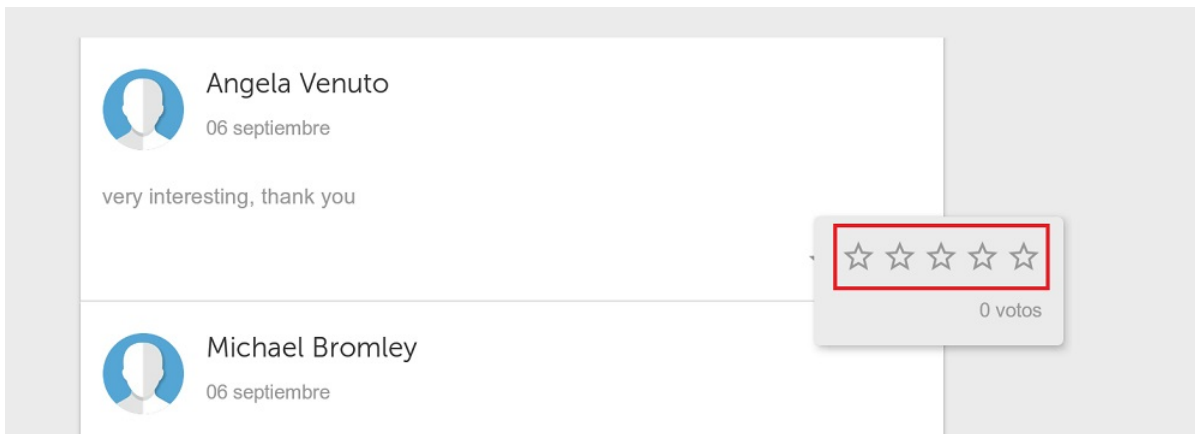 Angela Venuto
06 septiembre
very interesting, thank you
0 votos
Michael Bromley
06 septiembre